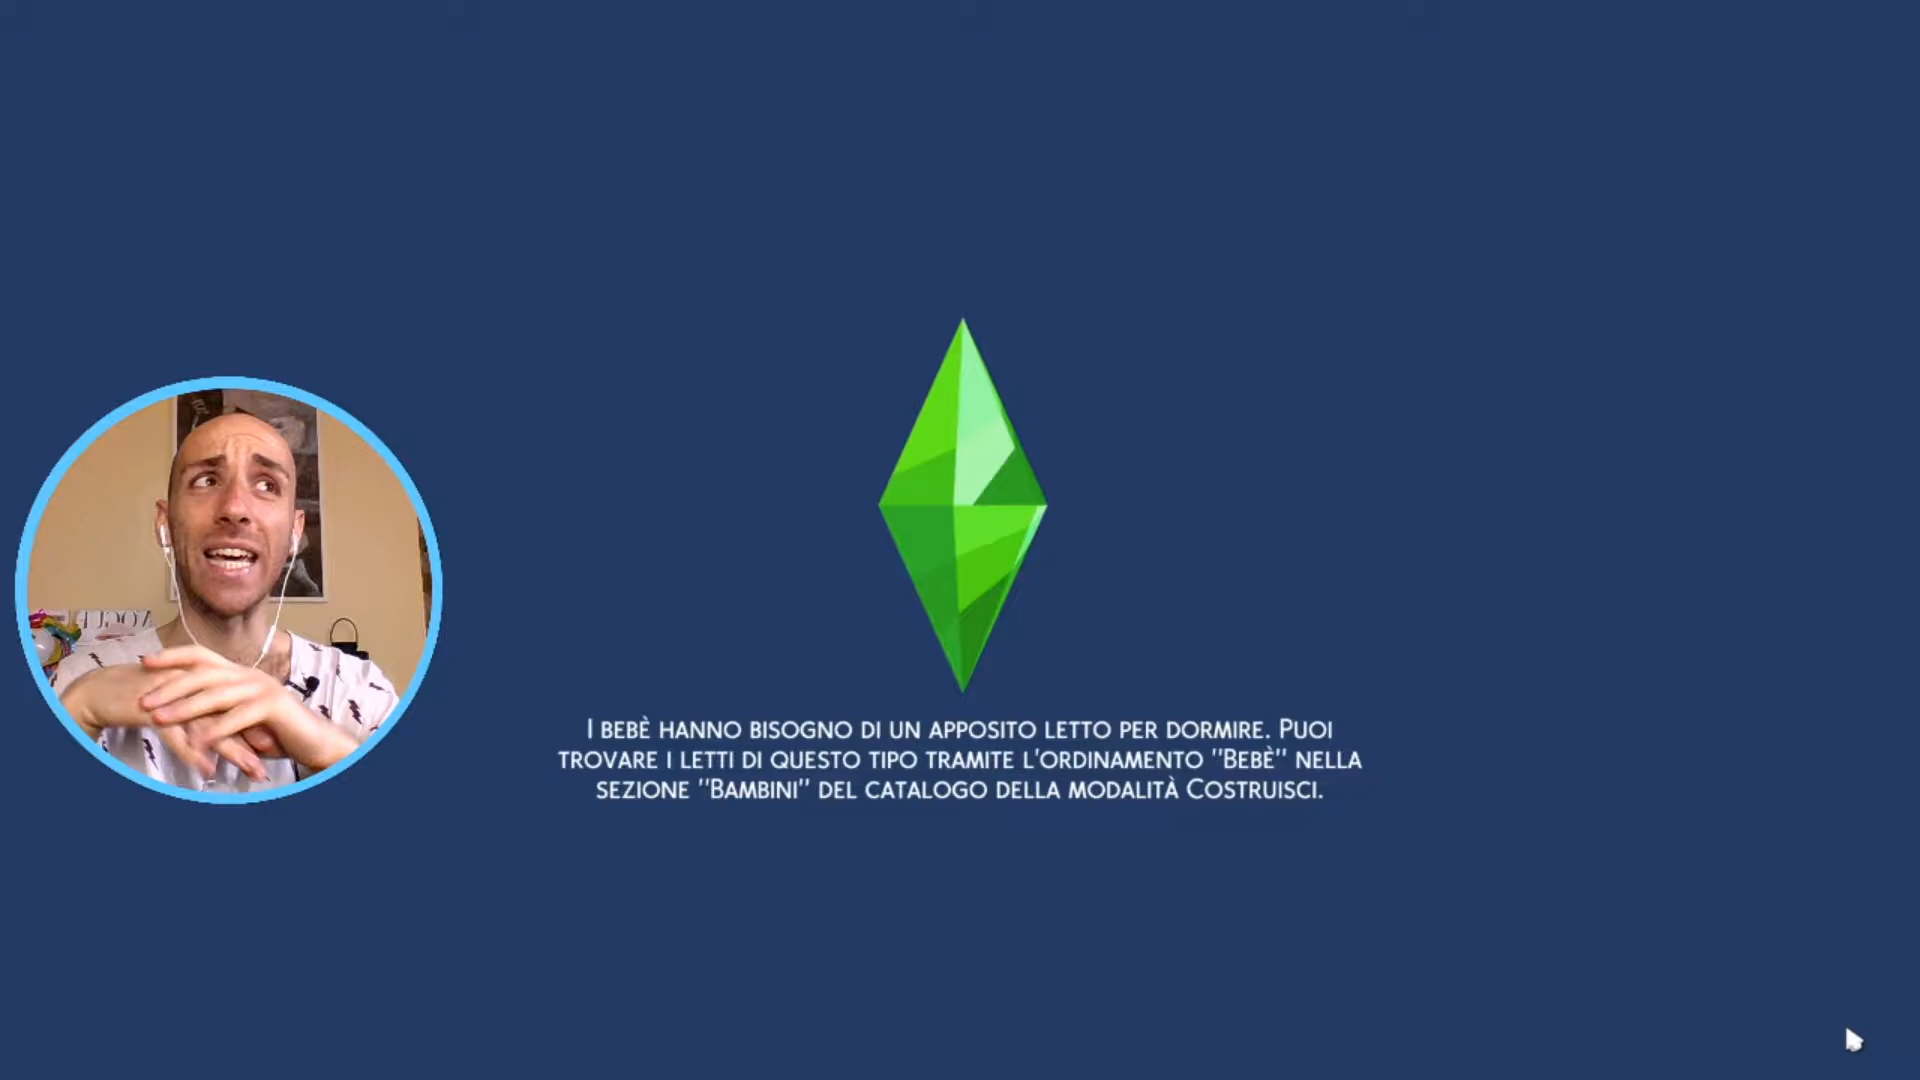 VOGUE
I BEBÈ HANNO BISOGNO DI UN APPOSITO LETTO PER DORMIRE. PUOI
TROVARE I LETTI DI QUESTO TIPO TRAMITE L'ORDINAMENTO "BEBÈ" NELLA
SEZIONE "BAMBINI" DEL CATALOGO DELLA MODALITÀ COSTRUISCI.